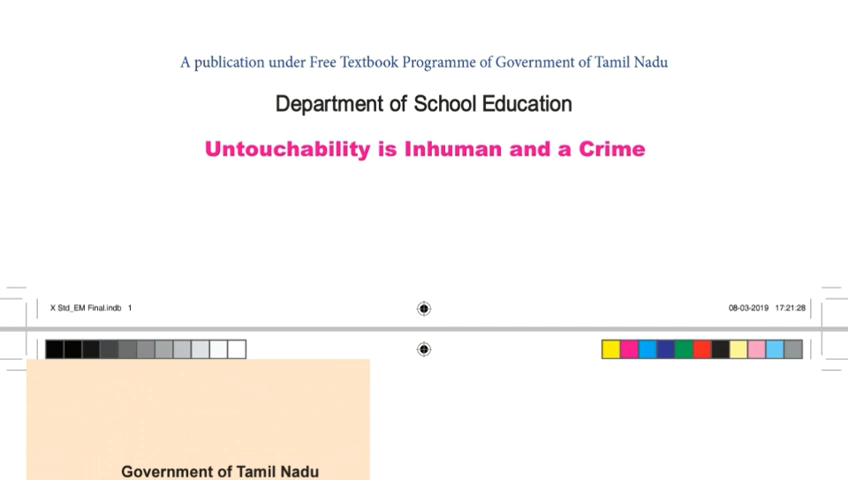 A publication under Free Textbook Programme of Government of Tamil Nadu
Department of School Education
Untouchability is Inhuman and a Crime
X Std_EM Final.indb 1 08-03-2019 17:21:28
Government of Tamil Nadu